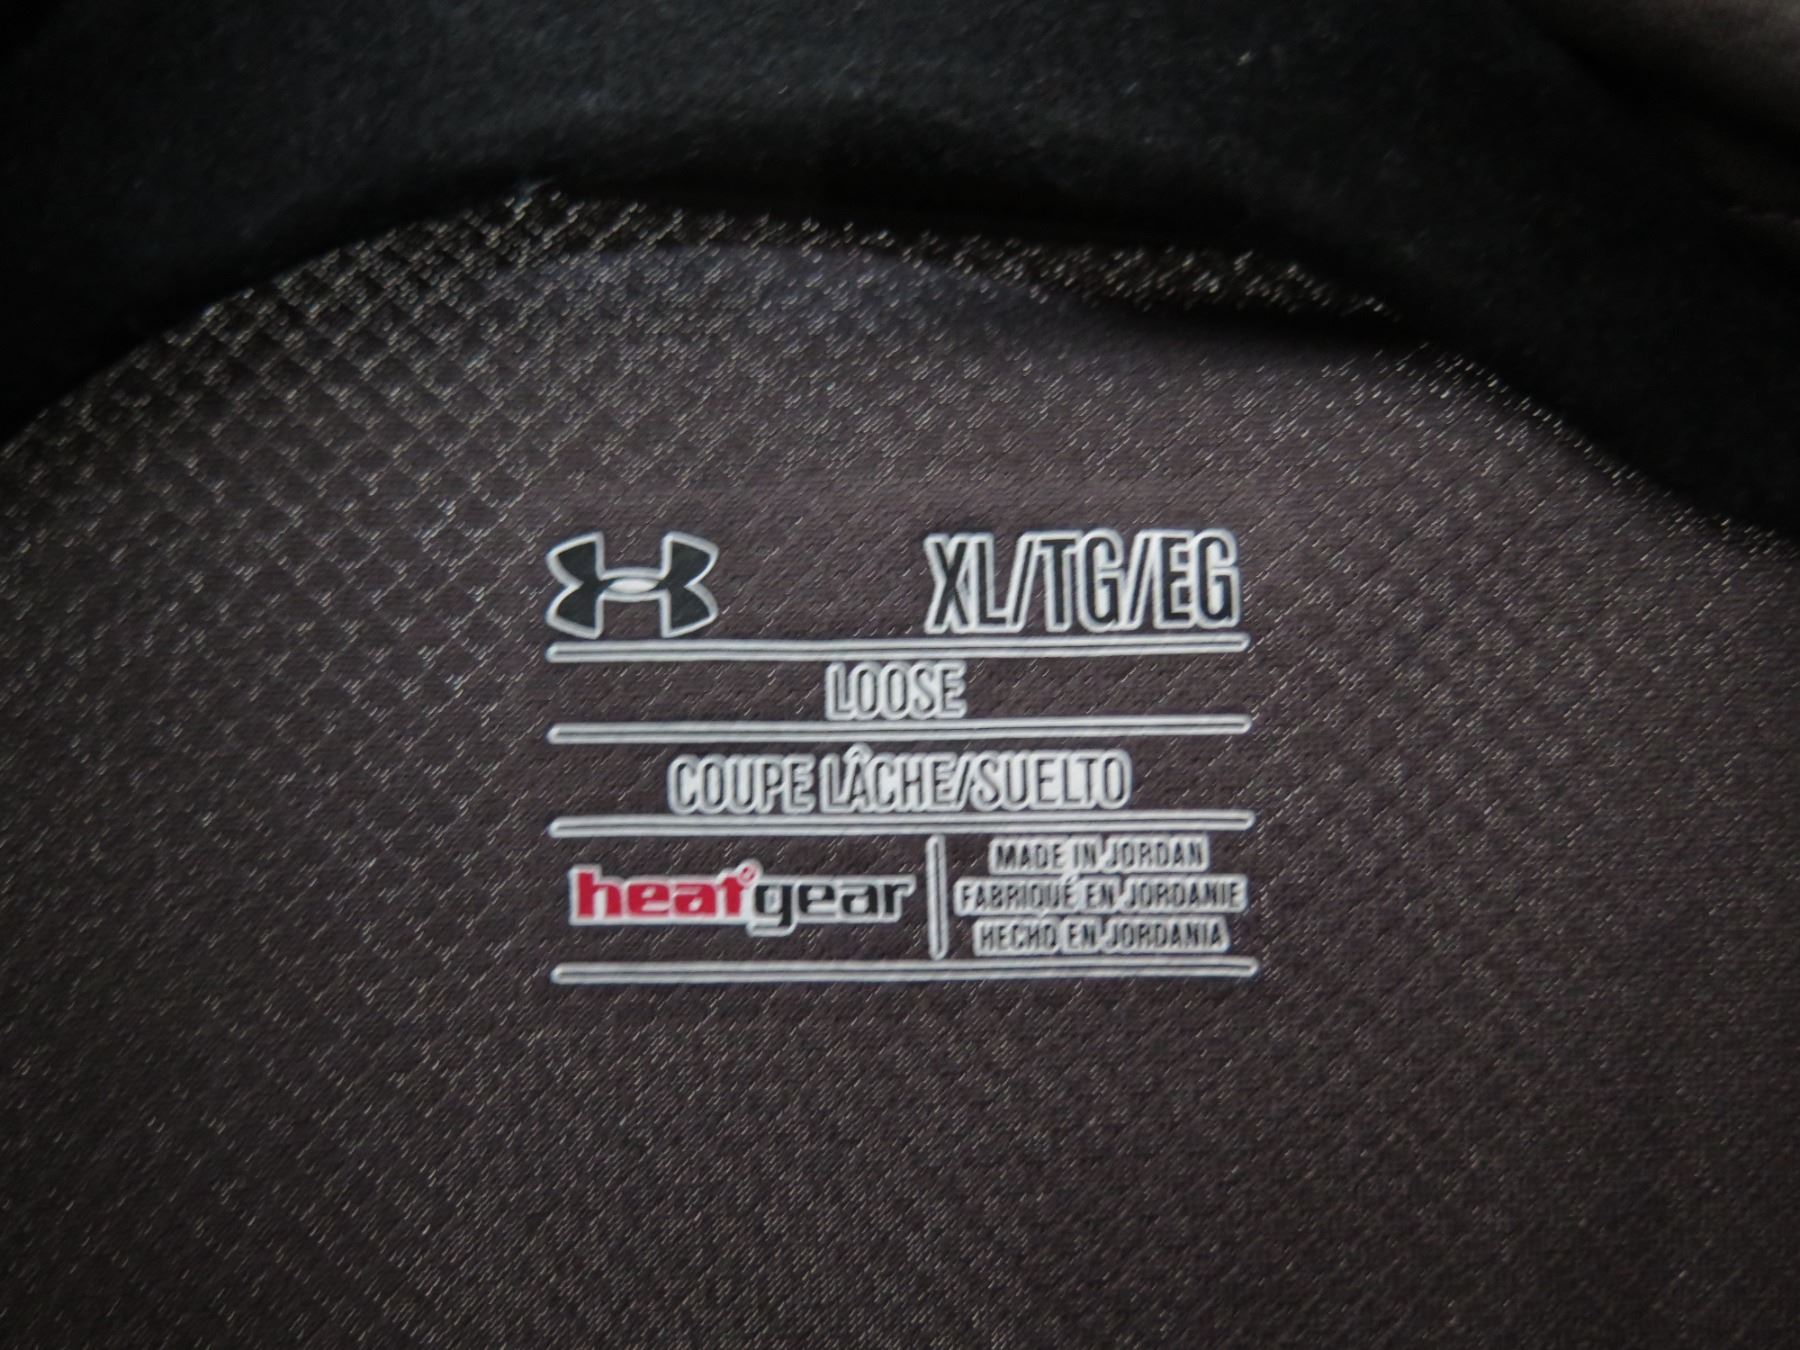 XL/TG/EG
LOOSE
COUPE LÂCHE/SUELTO
heatgear
MADE IN JORDAN
FABRIQUÉ EN JORDANIE
HECHO EN JORDANIA